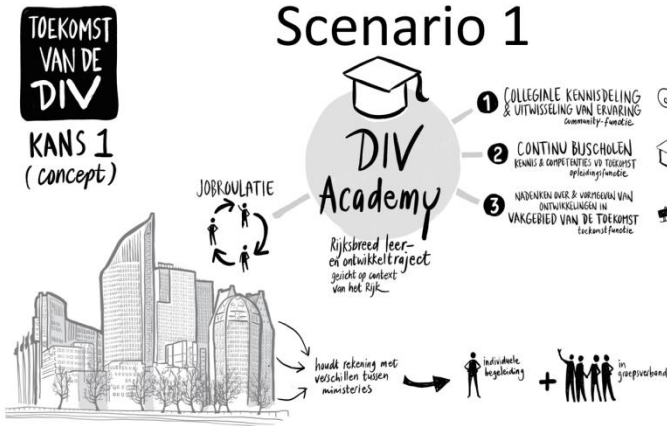 Scenario 1
TOEKOMST
VAN DE
DIV
KANS 1
(concept)
JOBROULATIE
DIV
Academy
Rijksbreed leer-
en ontwikkeltraject
gericht op context
van het Rijk
1 COLLEGIALE KENNISDELING
& UITWISSELING VAN ERVARING
community-functie
2 CONTINU BIJSCHOLEN
KENNIS & COMPETENTIES VD TOEKOMST
opleidingsfunctie
3 NADENKEN OVER & VORMGEVEN VAN
ONTWIKKELINGEN IN
VAKGEBIED VAN DE TOEKOMST
toekomstfunctie
houdt rekening met
verschillen tussen
ministeries
individuele
begeleiding
+
in
groepsverband